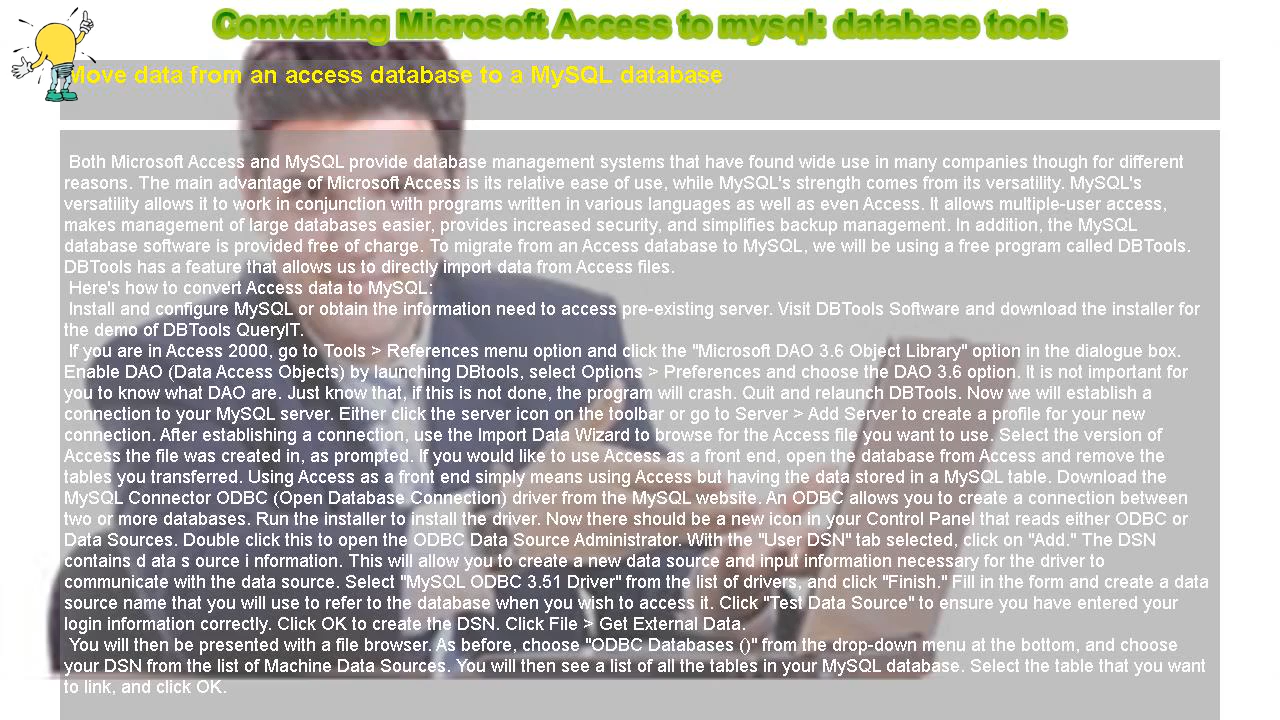 Converting Microsoft Access to mysql: database tools
Move data from an access database to a MySQL database
Both Microsoft Access and MySQL provide database management systems that have found wide use in many companies though for different
reasons. The main advantage of Microsoft Access is its relative ease of use, while MySQL's strength comes from its versatility. MySQL's
versatility allows it to work in conjunction with programs written in various languages as well as even Access. It allows multiple-user access,
makes management of large databases easier, provides increased security, and simplifies backup management. In addition, the MySQL
database software is provided free of charge. To migrate from an Access database to MySQL, we will be using a free program called DBTools.
DBTools has a feature that allows us to directly import data from Access files.
Here's how to convert Access data to MySQL:
Install and configure MySQL or obtain the information need to access pre-existing server. Visit DBTools Software and download the installer for
the demo of DBTools QueryIT.
If you are in Access 2000, go to Tools > References menu option and click the "Microsoft DAO 3.6 Object Library" option in the dialogue box.
Enable DAO (Data Access Objects) by launching DBtools, select Options > Preferences and choose the DAO 3.6 option. It is not important for
you to know what DAO are. Just know that, if this is not done, the program will crash. Quit and relaunch DBTools. Now we will establish a
connection to your MySQL server. Either click the server icon on the toolbar or go to Server > Add Server to create a profile for your new
connection. After establishing a connection, use the Import Data Wizard to browse for the Access file you want to use. Select the version of
Access the file was created in, as prompted. If you would like to use Access as a front end, open the database from Access and remove the
tables you transferred. Using Access as a front end simply means using Access but having the data stored in a MySQL table. Download the
MySQL Connector ODBC (Open Database Connection) driver from the MySQL website. An ODBC allows you to create a connection between
two or more databases. Run the installer to install the driver. Now there should be a new icon in your Control Panel that reads either ODBC or
Data Sources. Double click this to open the ODBC Data Source Administrator. With the "User DSN" tab selected, click on "Add." The DSN
contains d ata s ource i nformation. This will allow you to create a new data source and input information necessary for the driver to
communicate with the data source. Select "MySQL ODBC 3.51 Driver" from the list of drivers, and click "Finish." Fill in the form and create a data
source name that you will use to refer to the database when you wish to access it. Click "Test Data Source" to ensure you have entered your
login information correctly. Click OK to create the DSN. Click File > Get External Data.
You will then be presented with a file browser. As before, choose "ODBC Databases ()" from the drop-down menu at the bottom, and choose
your DSN from the list of Machine Data Sources. You will then see a list of all the tables in your MySQL database. Select the table that you want
to link, and click OK.